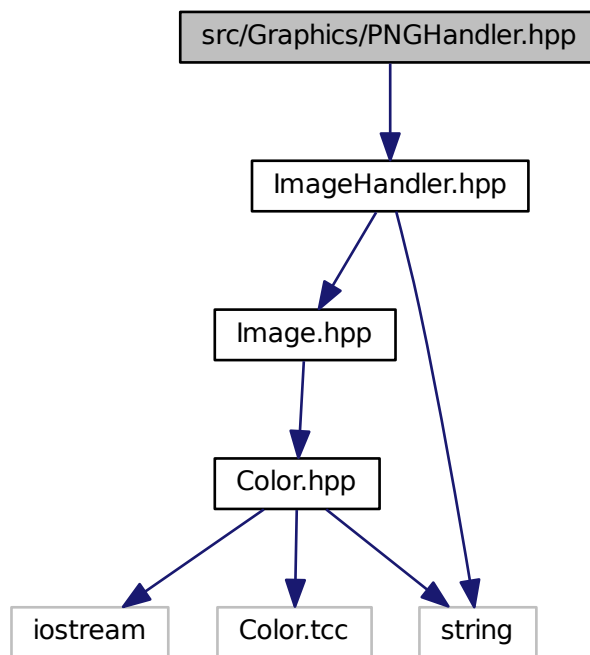 src/Graphics/PNGHandler.hpp
ImageHandler.hpp
Image.hpp
Color.hpp
iostream
Color.tcc
string